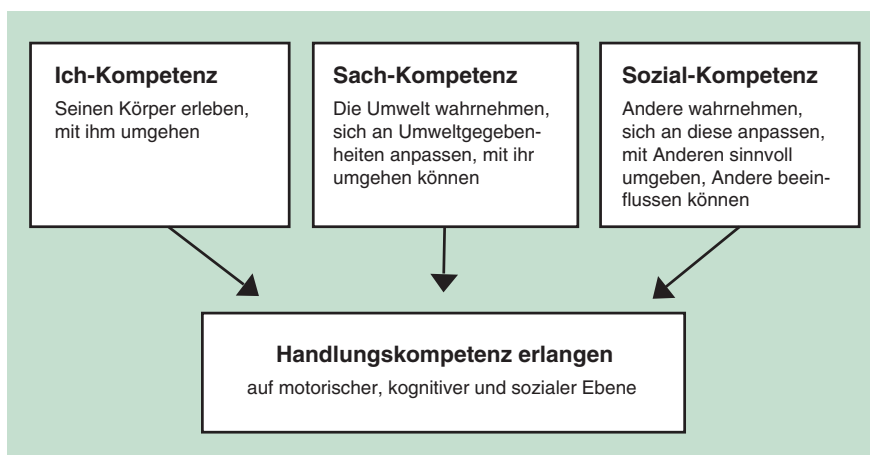 Ich-Kompetenz
Seinen Körper erleben,
mit ihm umgehen
Sach-Kompetenz
Die Umwelt wahrnehmen,
sich an Umweltgegeben-
heiten anpassen, mit ihr
umgehen können
Sozial-Kompetenz
Andere wahrnehmen,
sich an diese anpassen,
mit Anderen sinnvoll
umgeben, Andere beein-
flussen können
Handlungskompetenz erlangen
auf motorischer, kognitiver und sozialer Ebene